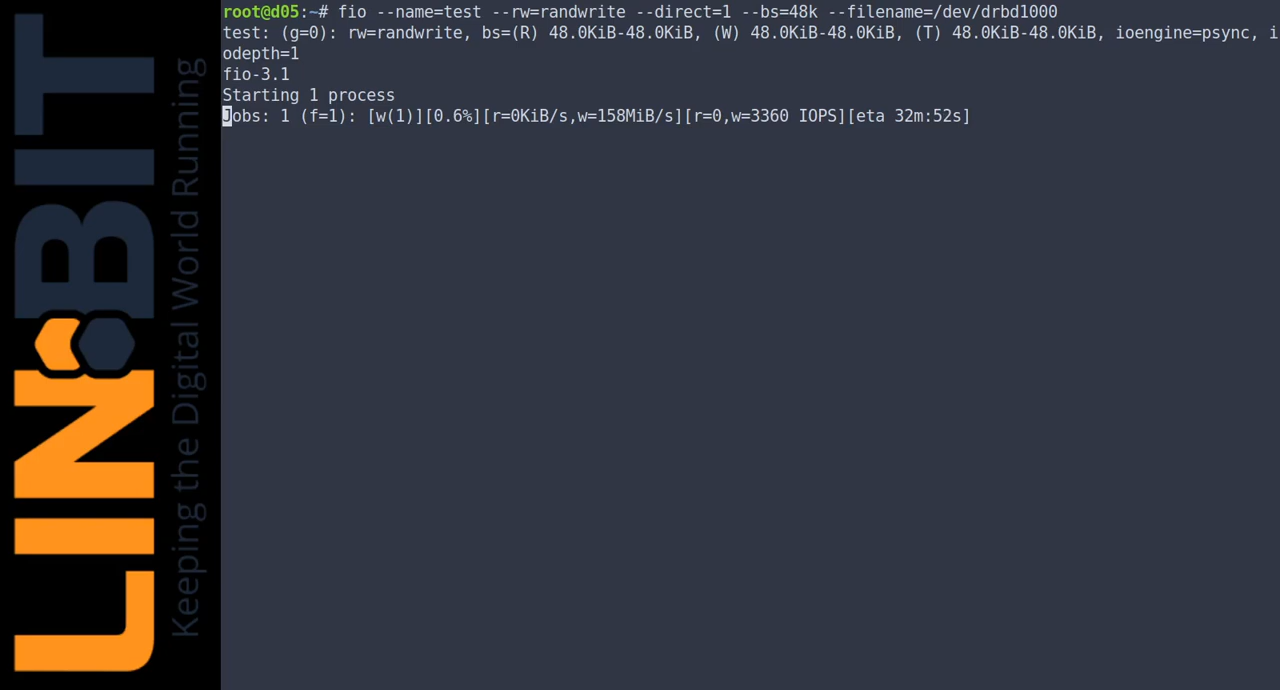 LINBIT
Keeping the Digital World Running
root@d05:~# fio --name=test --rw=randwrite --direct=1 --bs=48k --filename=/dev/drbd1000
test: (g=0): rw=randwrite, bs=(R) 48.0KiB-48.0KiB, (W) 48.0KiB-48.0KiB, (T) 48.0KiB-48.0KiB, ioengine=psync, i
odepth=1
fio-3.1
Starting 1 process
Jobs: 1 (f=1): [w(1)][0.6%][r=0KiB/s,w=158MiB/s][r=0,w=3360 IOPS][eta 32m:52s]